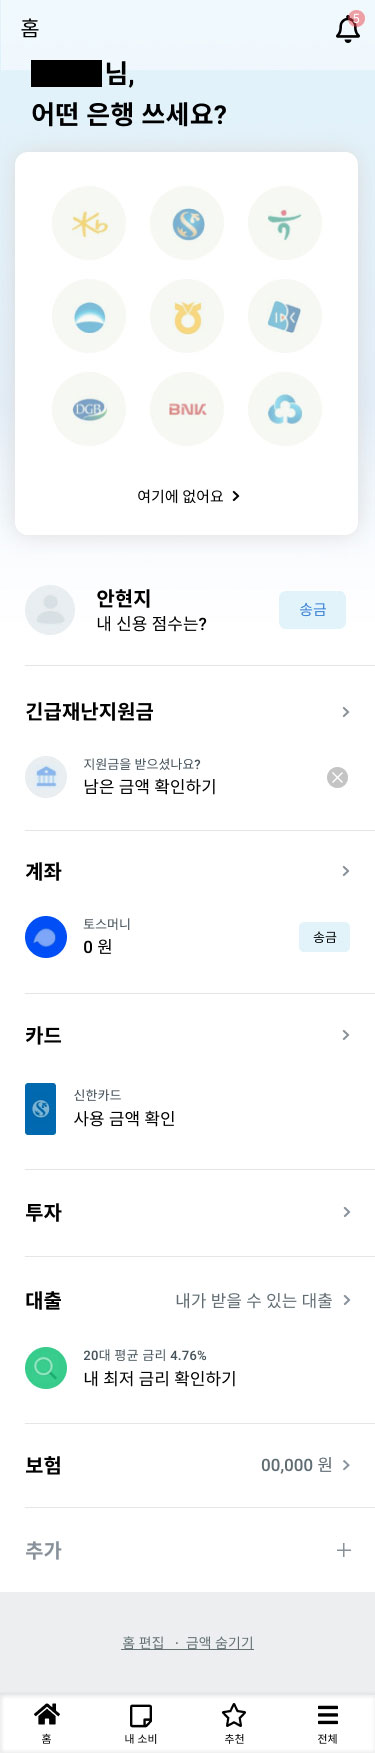 홈
5
님,
어떤 은행 쓰세요?
DGB
BNK
여기에 없어요
안현지
내 신용 점수는?
송금
긴급재난지원금
지원금을 받으셨나요?
남은 금액 확인하기
계좌
토스머니
0 원
송금
카드
신한카드
사용 금액 확인
투자
대출 내가 받을 수 있는 대출
20대 평균 금리 4.76%
내 최저 금리 확인하기
보험 00,000 원
추가
홈 편집 · 금액 숨기기
홈 내 소비 추천 전체